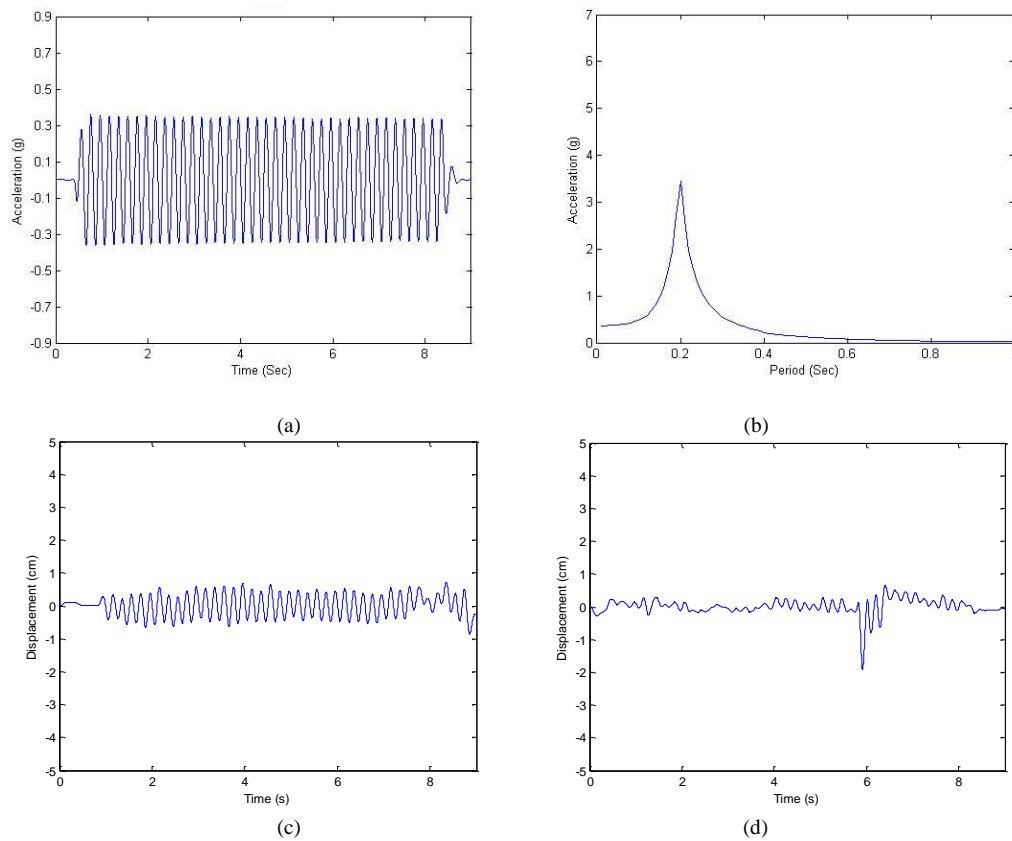 0.9
0.7
0.5
0.3
0.1
-0.1
-0.3
-0.5
-0.7
-0.9
Acceleration (g)
0 2 4 6 8
Time (Sec)
(a)
7
6
5
4
3
2
1
0
Acceleration (g)
0 0.2 0.4 0.6 0.8
Period (Sec)
(b)
5
4
3
2
1
0
-1
-2
-3
-4
-5
Displacement (cm)
0 2 4 6 8
Time (s)
(c)
5
4
3
2
1
0
-1
-2
-3
-4
-5
Displacement (cm)
0 2 4 6 8
Time (s)
(d)